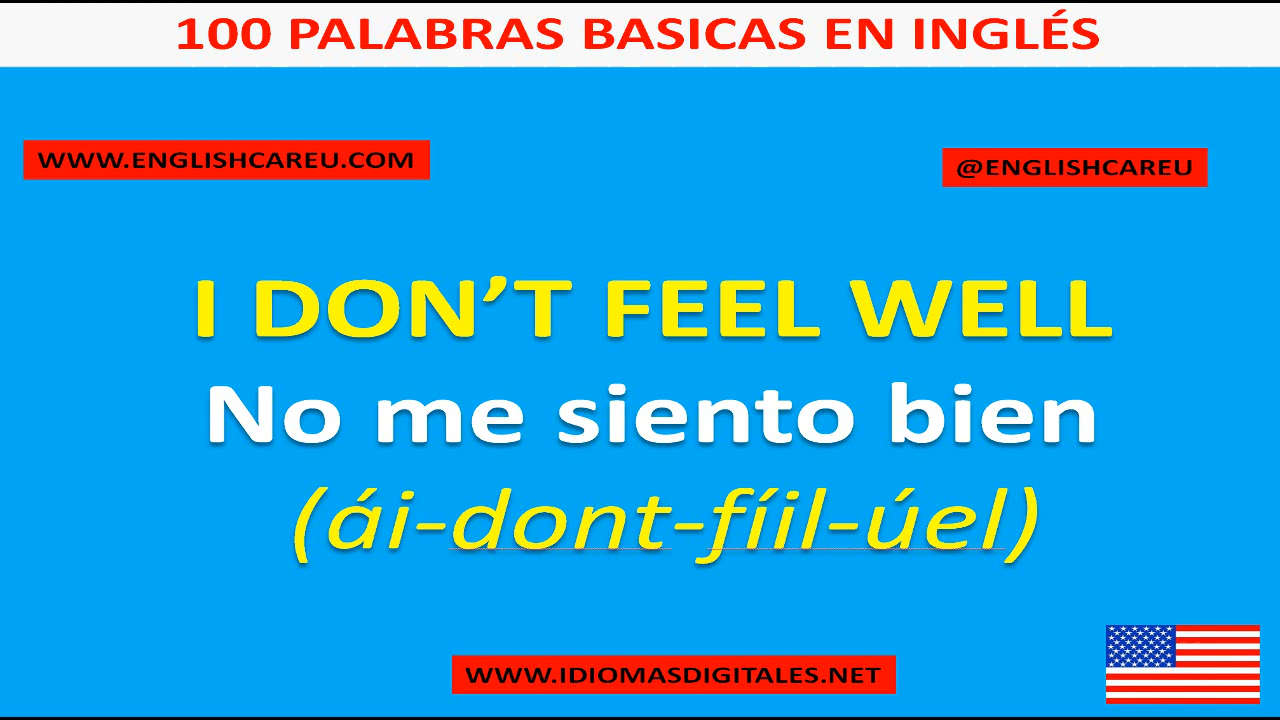 100 PALABRAS BASICAS EN INGLÉS
WWW.ENGLISHCAREU.COM
@ENGLISHCAREU
I DON’T FEEL WELL
No me siento bien
(ái-dont-fíil-úel)
WWW.IDIOMASDIGITALES.NET